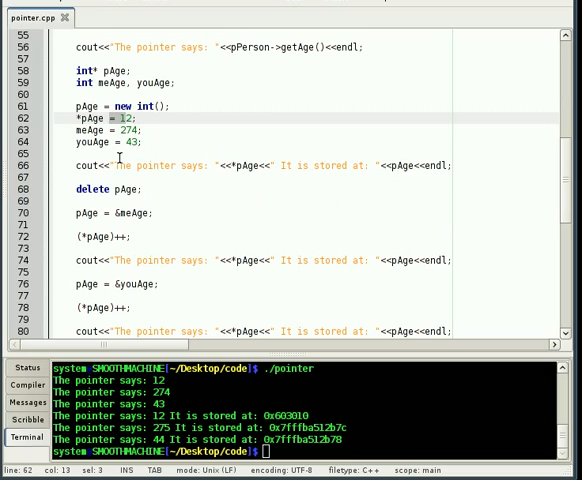 pointer.cpp
55
56 cout<<"The pointer says: "<<pPerson->getAge()<<endl;
57
58 int* pAge;
59 int meAge, youAge;
60
61 pAge = new int();
62 *pAge = 12;
63 meAge = 274;
64 youAge = 43;
65
66 cout<<"The pointer says: "<<*pAge<<" It is stored at: "<<pAge<<endl;
67
68 delete pAge;
69
70 pAge = &meAge;
71
72 (*pAge)++;
73
74 cout<<"The pointer says: "<<*pAge<<" It is stored at: "<<pAge<<endl;
75
76 pAge = &youAge;
77
78 (*pAge)++;
79
80 cout<<"The pointer says: "<<*pAge<<" It is stored at: "<<pAge<<endl;
Status
Compiler
Messages
Scribble
Terminal
system SMOOTHMACHINE[~/Desktop/code]$ ./pointer
The pointer says: 12
The pointer says: 274
The pointer says: 43
The pointer says: 12 It is stored at: 0x603010
The pointer says: 275 It is stored at: 0x7fffba512b7c
The pointer says: 44 It is stored at: 0x7fffba512b78
system SMOOTHMACHINE[~/Desktop/code]$
line: 62 col: 13 sel: 3 INS TAB mode: Unix (LF) encoding: UTF-8 filetype: C++ scope: main